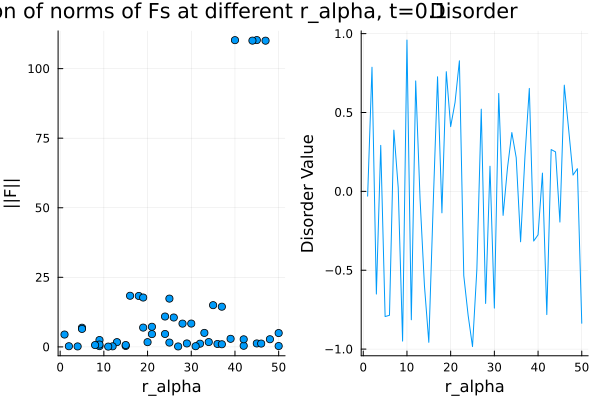 on of norms of Fs at different r_alpha, t=0.1
Disorder
||F||
100
75
50
25
0
0 10 20 30 40 50
r_alpha
Disorder Value
1.0
0.5
0.0
−0.5
−1.0
0 10 20 30 40 50
r_alpha